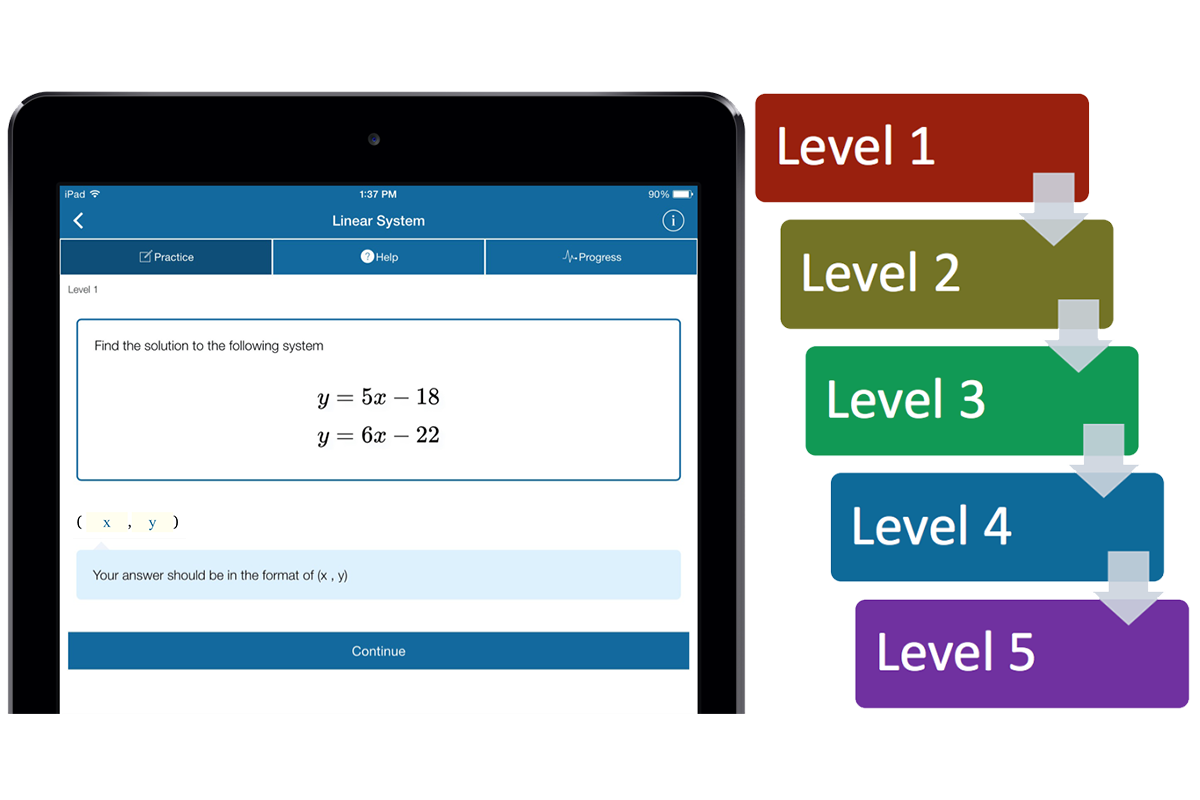 iPad 1:37 PM 90%
Linear System
Practice Help Progress
Level 1
Find the solution to the following system
y = 5x − 18
y = 6x − 22
( x , y )
Your answer should be in the format of (x , y)
Continue
Level 1
Level 2
Level 3
Level 4
Level 5